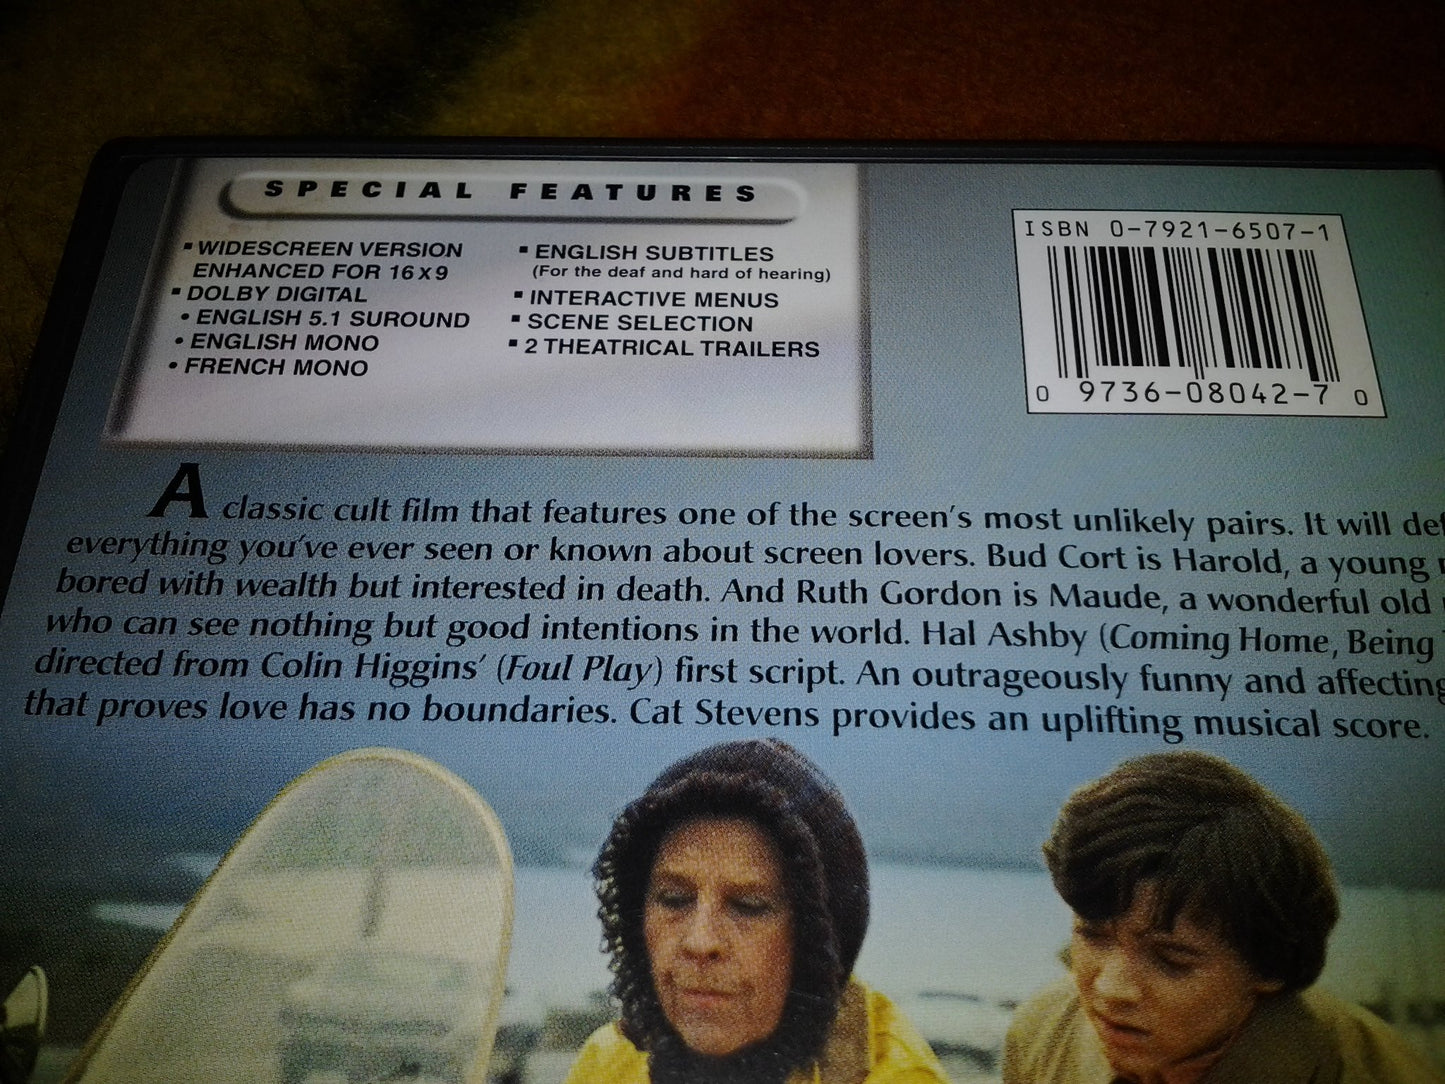 SPECIAL FEATURES
▪ WIDESCREEN VERSION
ENHANCED FOR 16 X 9
▪ DOLBY DIGITAL
• ENGLISH 5.1 SUROUND
• ENGLISH MONO
• FRENCH MONO
▪ ENGLISH SUBTITLES
(For the deaf and hard of hearing)
▪ INTERACTIVE MENUS
▪ SCENE SELECTION
▪ 2 THEATRICAL TRAILERS
ISBN 0-7921-6507-1
0 9736-08042-7 0
A classic cult film that features one of the screen's most unlikely pairs. It will
everything you've ever seen or known about screen lovers. Bud Cort is Harold, a young
bored with wealth but interested in death. And Ruth Gordon is Maude, a wonderful old
who can see nothing but good intentions in the world. Hal Ashby (Coming Home, Being
directed from Colin Higgins' (Foul Play) first script. An outrageously funny and affecting
that proves love has no boundaries. Cat Stevens provides an uplifting musical score.